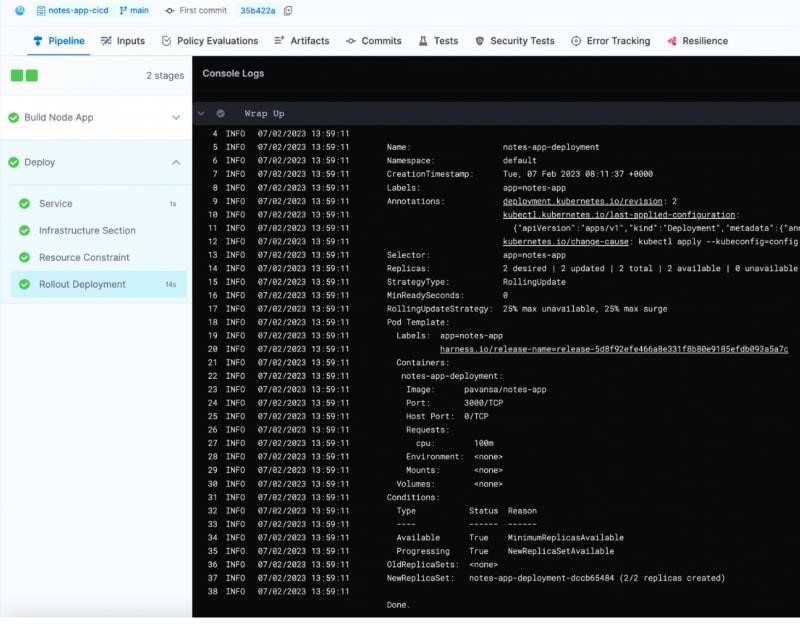 notes-app-cicd main First commit 35b422a
Pipeline Inputs Policy Evaluations Artifacts Commits Tests Security Tests Error Tracking Resilience
2 stages
Build Node App
Deploy
Service 1s
Infrastructure Section
Resource Constraint
Rollout Deployment 14s
Console Logs
Wrap Up
4 INFO 07/02/2023 13:59:11
5 INFO 07/02/2023 13:59:11 Name: notes-app-deployment
6 INFO 07/02/2023 13:59:11 Namespace: default
7 INFO 07/02/2023 13:59:11 CreationTimestamp: Tue, 07 Feb 2023 08:11:37 +0000
8 INFO 07/02/2023 13:59:11 Labels: app=notes-app
9 INFO 07/02/2023 13:59:11 Annotations: deployment.kubernetes.io/revision: 2
10 INFO 07/02/2023 13:59:11 kubectl.kubernetes.io/last-applied-configuration:
11 INFO 07/02/2023 13:59:11 {"apiVersion":"apps/v1","kind":"Deployment","metadata":{"ann
12 INFO 07/02/2023 13:59:11 kubernetes.io/change-cause: kubectl apply --kubeconfig=config
13 INFO 07/02/2023 13:59:11 Selector: app=notes-app
14 INFO 07/02/2023 13:59:11 Replicas: 2 desired | 2 updated | 2 total | 2 available | 0 unavailable
15 INFO 07/02/2023 13:59:11 StrategyType: RollingUpdate
16 INFO 07/02/2023 13:59:11 MinReadySeconds: 0
17 INFO 07/02/2023 13:59:11 RollingUpdateStrategy: 25% max unavailable, 25% max surge
18 INFO 07/02/2023 13:59:11 Pod Template:
19 INFO 07/02/2023 13:59:11 Labels: app=notes-app
20 INFO 07/02/2023 13:59:11 harness.io/release-name=release-5d8f92efe466a8e331f8b80e9185efdb093a5a7c
21 INFO 07/02/2023 13:59:11 Containers:
22 INFO 07/02/2023 13:59:11 notes-app-deployment:
23 INFO 07/02/2023 13:59:11 Image: pavansa/notes-app
24 INFO 07/02/2023 13:59:11 Port: 3000/TCP
25 INFO 07/02/2023 13:59:11 Host Port: 0/TCP
26 INFO 07/02/2023 13:59:11 Requests:
27 INFO 07/02/2023 13:59:11 cpu: 100m
28 INFO 07/02/2023 13:59:11 Environment: <none>
29 INFO 07/02/2023 13:59:11 Mounts: <none>
30 INFO 07/02/2023 13:59:11 Volumes: <none>
31 INFO 07/02/2023 13:59:11 Conditions:
32 INFO 07/02/2023 13:59:11 Type Status Reason
33 INFO 07/02/2023 13:59:11 ---- ------ ------
34 INFO 07/02/2023 13:59:11 Available True MinimumReplicasAvailable
35 INFO 07/02/2023 13:59:11 Progressing True NewReplicaSetAvailable
36 INFO 07/02/2023 13:59:11 OldReplicaSets: <none>
37 INFO 07/02/2023 13:59:11 NewReplicaSet: notes-app-deployment-dccb65484 (2/2 replicas created)
38 INFO 07/02/2023 13:59:11
Done.